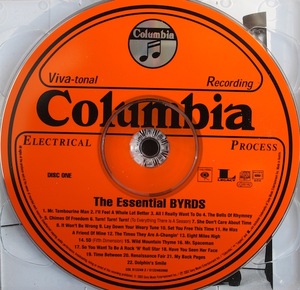 Columbia
Viva-tonal Recording
Columbia
ELECTRICAL PROCESS
DISC ONE
The Essential BYRDS
1. Mr. Tambourine Man 2. I'll Feel A Whole Lot Better 3. All I Really Want To Do 4. The Bells Of Rhymney
5. Chimes Of Freedom 6. Turn! Turn! Turn! (To Everything There Is A Season) 7. She Don't Care About Time
8. It Won't Be Wrong 9. Lay Down Your Weary Tune 10. Set You Free This Time 11. He Was
A Friend Of Mine 12. The Times They Are A-Changin' 13. Eight Miles High
14. 5D (Fifth Dimension) 15. Wild Mountain Thyme 16. Mr. Spaceman
17. So You Want To Be A Rock 'N' Roll Star 18. Have You Seen Her Face
19. Time Between 20. Renaissance Fair 21. My Back Pages
22. Dolphin's Smile